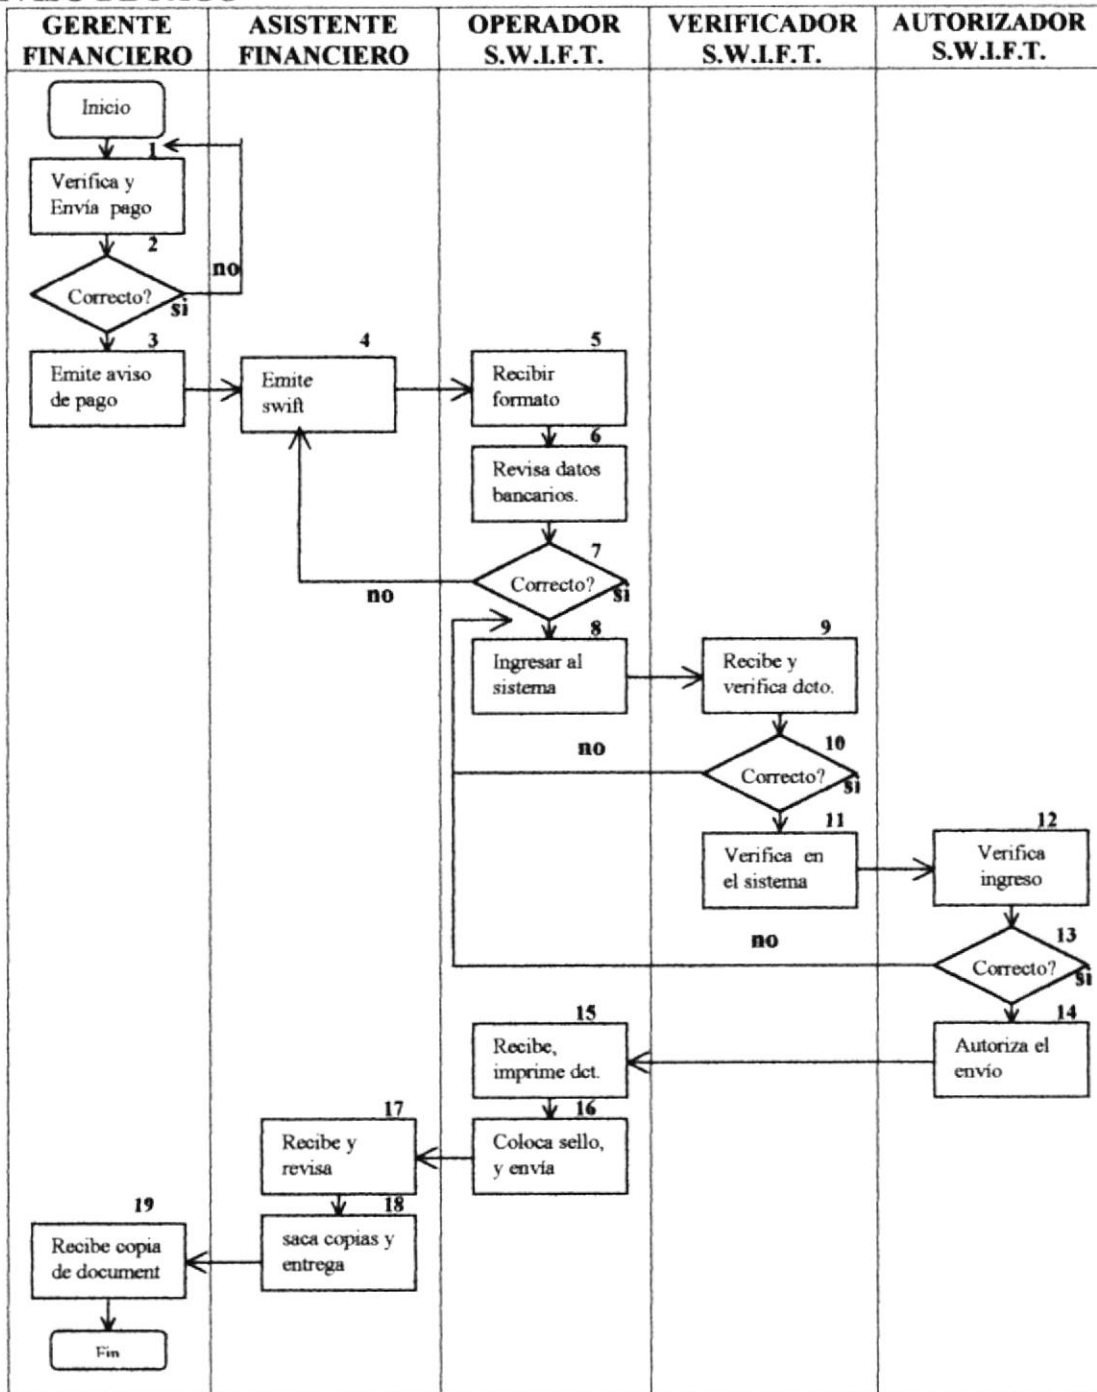 GERENTE
FINANCIERO
ASISTENTE
FINANCIERO
OPERADOR
S.W.I.F.T.
VERIFICADOR
S.W.I.F.T.
AUTORIZADOR
S.W.I.F.T.
Inicio
1
Verifica y
Envía pago
2
no
Correcto?
si
3
Emite aviso
de pago
4
Emite
swift
5
Recibir
formato
6
Revisa datos
bancarios.
7
Correcto?
no
si
8
Ingresar al
sistema
9
Recibe y
verifica dcto.
no
10
Correcto?
si
11
Verifica en
el sistema
12
Verifica
ingreso
no
13
Correcto?
si
14
Autoriza el
envío
15
Recibe,
imprime dct.
16
Coloca sello,
y envía
17
Recibe y
revisa
18
saca copias y
entrega
19
Recibe copia
de document
Fin